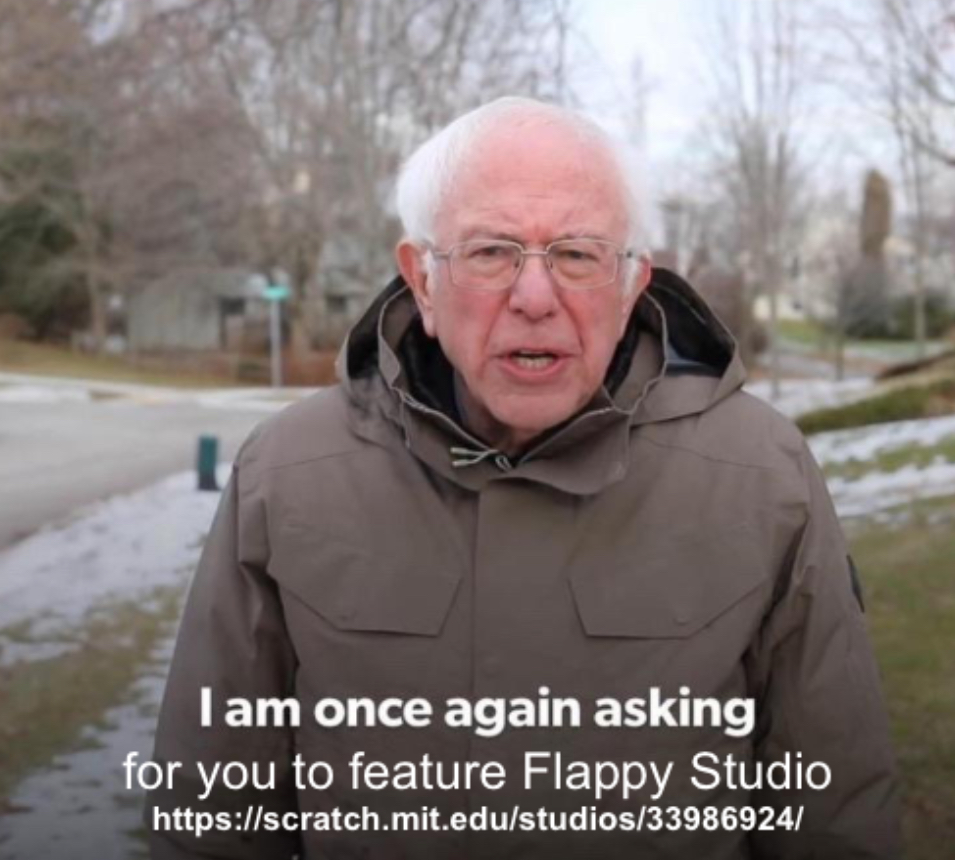 I am once again asking
for you to feature Flappy Studio
https://scratch.mit.edu/studios/33986924/